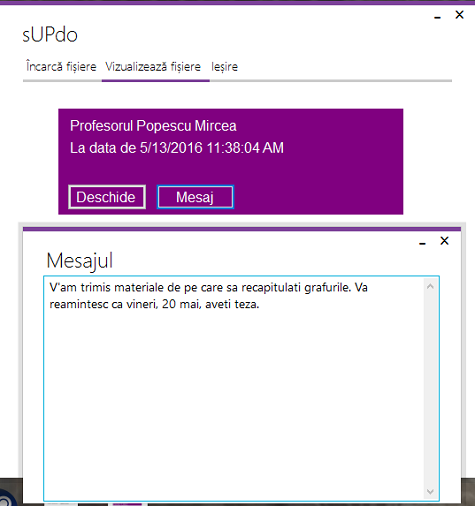 sUPdo
Încarcă fișiere Vizualizează fișiere Ieșire
Profesorul Popescu Mircea
La data de 5/13/2016 11:38:04 AM
Deschide Mesaj
Mesajul
V'am trimis materiale de pe care sa recapitulati grafurile. Va
reamintesc ca vineri, 20 mai, aveti teza.